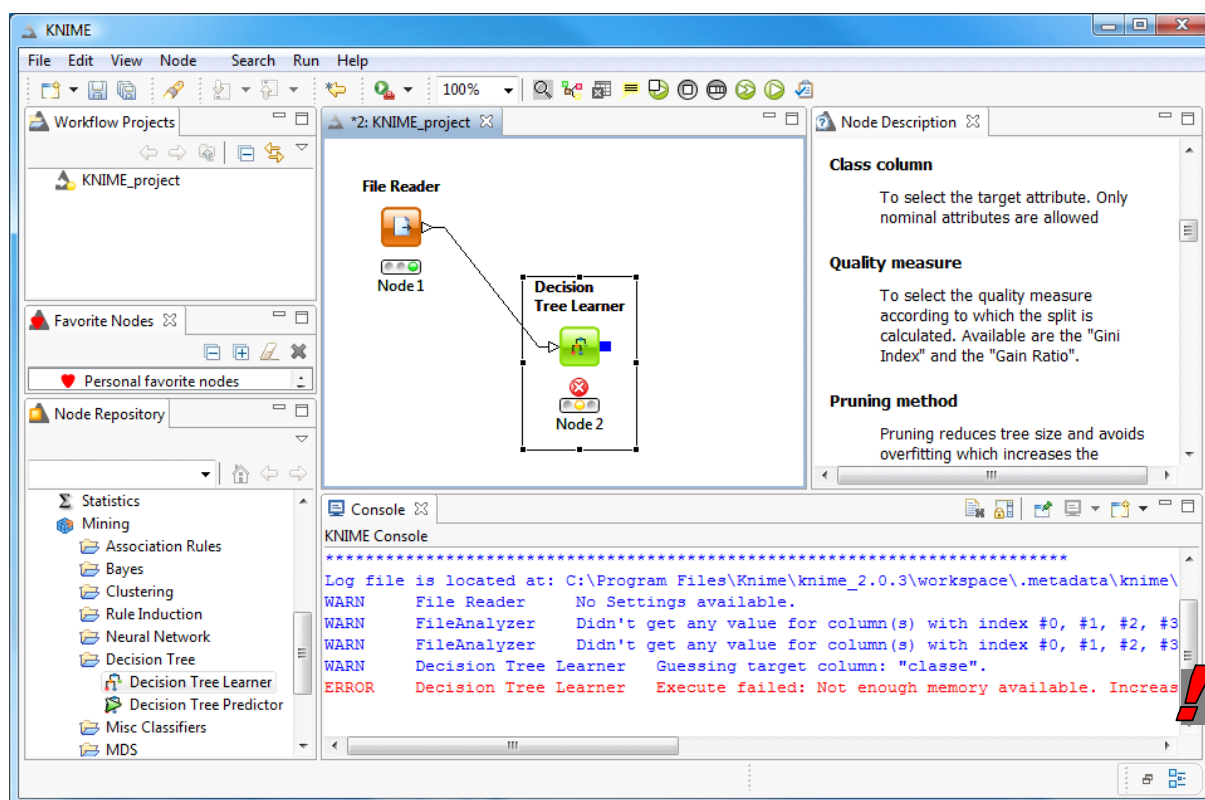 KNIME
File Edit View Node Search Run Help
100%
Workflow Projects
KNIME_project
Favorite Nodes
Personal favorite nodes
Node Repository
Statistics
Mining
Association Rules
Bayes
Clustering
Rule Induction
Neural Network
Decision Tree
Decision Tree Learner
Decision Tree Predictor
Misc Classifiers
MDS
*2: KNIME_project
File Reader
Node 1
Decision
Tree Learner
Node 2
Node Description
Class column
To select the target attribute. Only
nominal attributes are allowed
Quality measure
To select the quality measure
according to which the split is
calculated. Available are the "Gini
Index" and the "Gain Ratio".
Pruning method
Pruning reduces tree size and avoids
overfitting which increases the
Console
KNIME Console
*************************************************************************
Log file is located at: C:\Program Files\Knime\knime_2.0.3\workspace\.metadata\knime\
WARN File Reader No Settings available.
WARN FileAnalyzer Didn't get any value for column(s) with index #0, #1, #2, #3
WARN FileAnalyzer Didn't get any value for column(s) with index #0, #1, #2, #3
WARN Decision Tree Learner Guessing target column: "classe".
ERROR Decision Tree Learner Execute failed: Not enough memory available. Increas
!